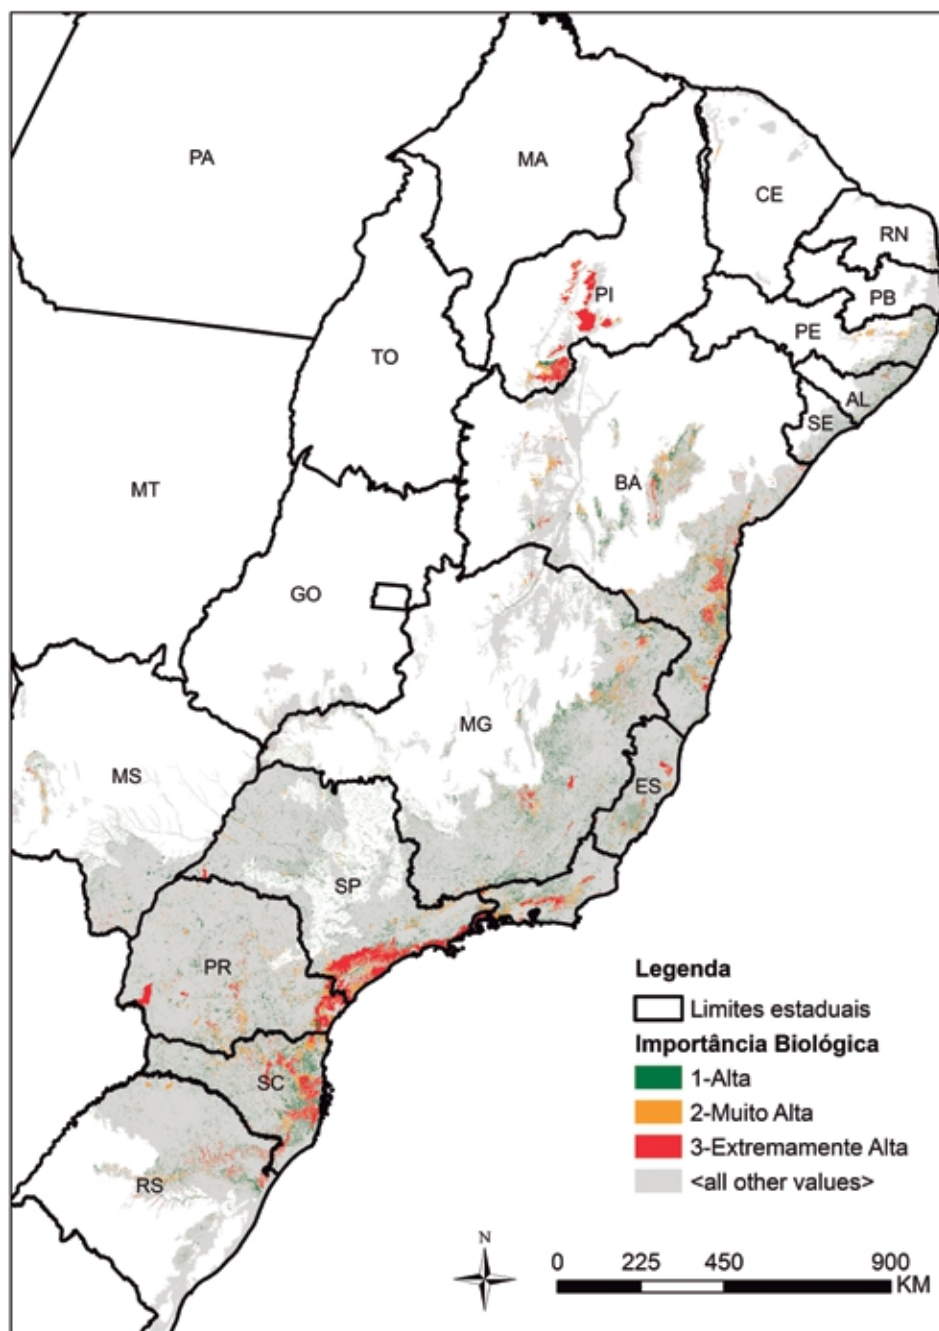 PA
MA
CE
RN
PB
PI
PE
TO
AL
SE
BA
MT
GO
MG
MS
ES
SP
PR
SC
RS
Legenda
Limites estaduais
Importância Biológica
1-Alta
2-Muito Alta
3-Extremamente Alta
<all other values>
N
0 225 450 900
KM